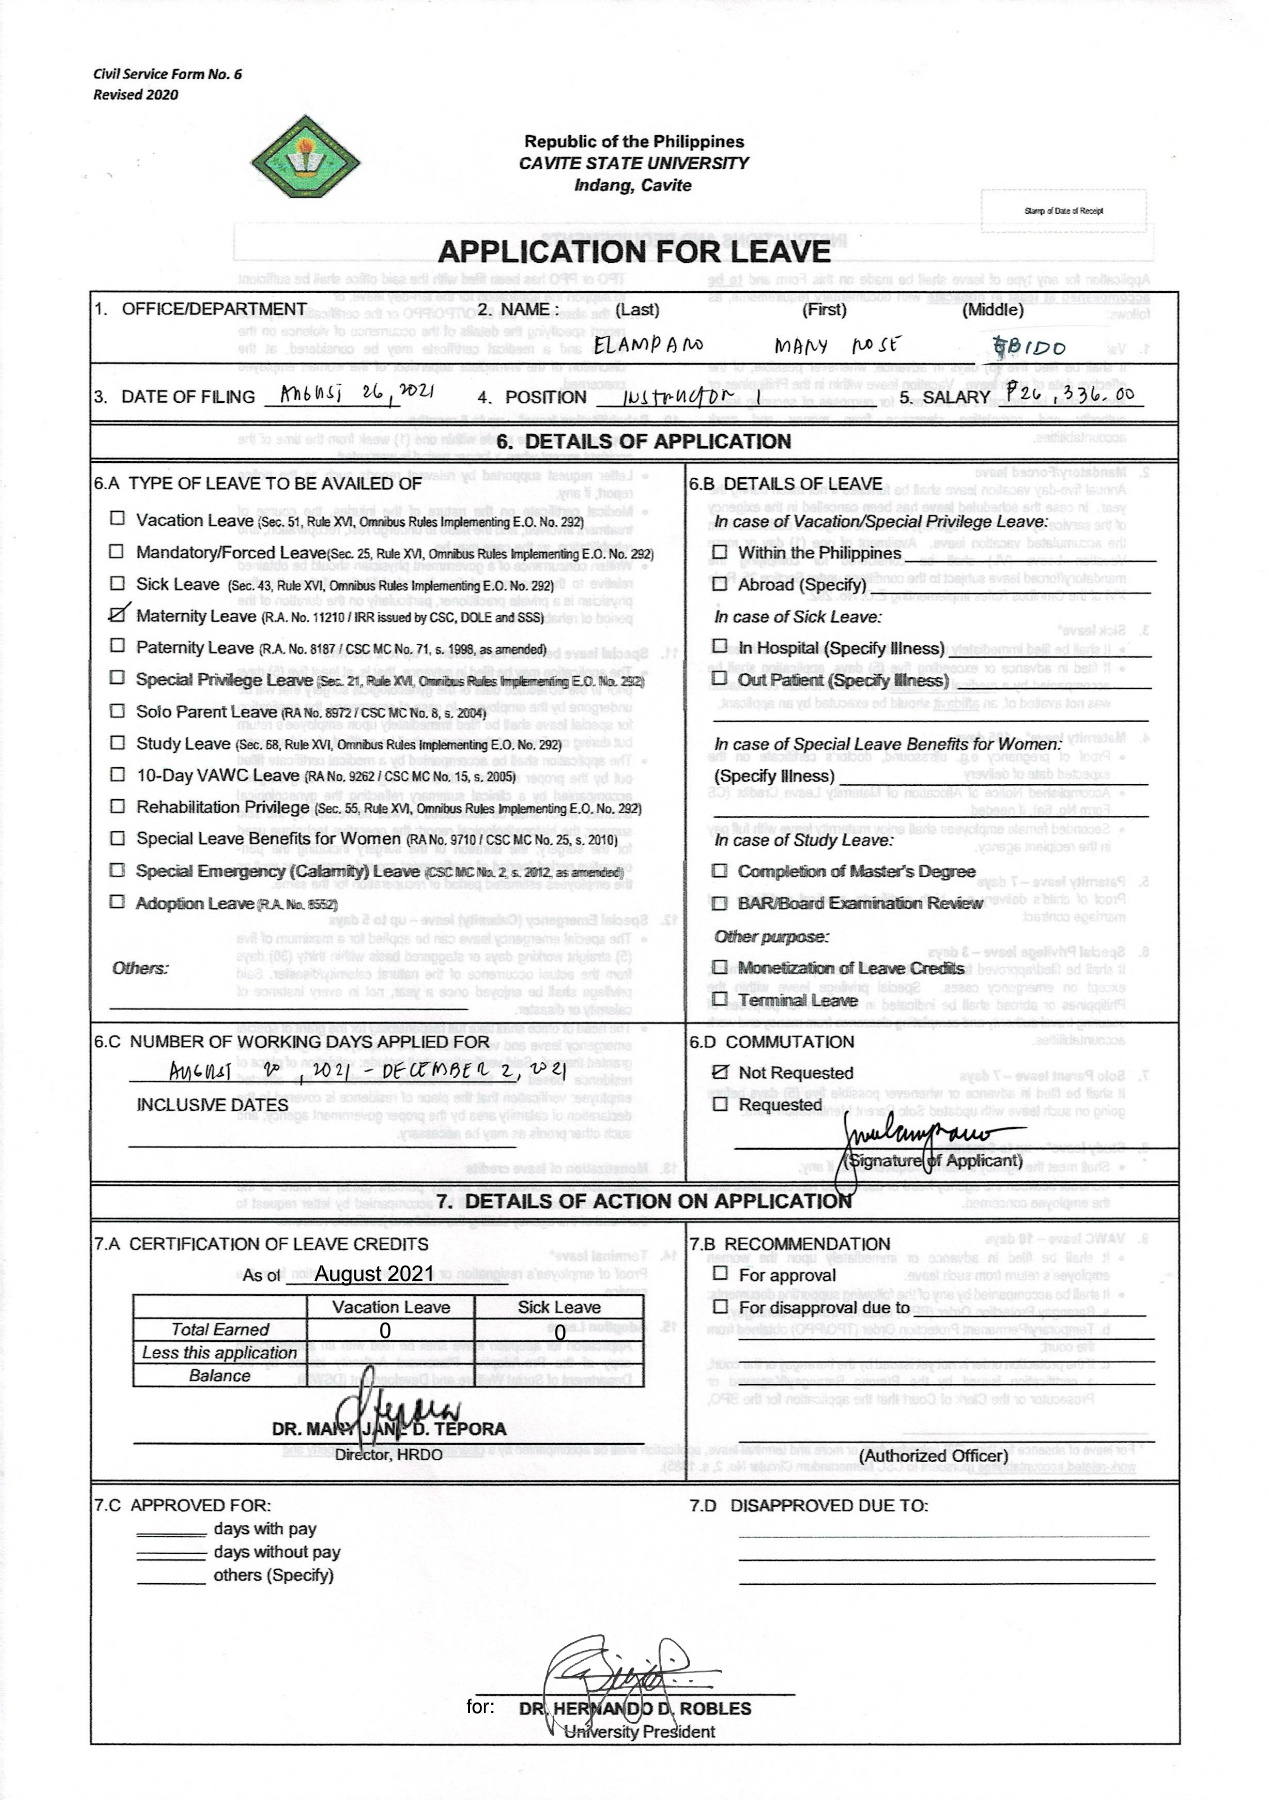 Civil Service Form No. 6
Revised 2020
Republic of the Philippines
CAVITE STATE UNIVERSITY
Indang, Cavite
Stamp of Date of Receipt
APPLICATION FOR LEAVE
1. OFFICE/DEPARTMENT 2. NAME : (Last) (First) (Middle)
ELAMPARO MARY ROSE UBIDO
3. DATE OF FILING AUGUST 26, 2021 4. POSITION INSTRUCTOR I 5. SALARY ₱26,336.00
6. DETAILS OF APPLICATION
6.A TYPE OF LEAVE TO BE AVAILED OF
☐ Vacation Leave (Sec. 51, Rule XVI, Omnibus Rules Implementing E.O. No. 292)
☐ Mandatory/Forced Leave(Sec. 25, Rule XVI, Omnibus Rules Implementing E.O. No. 292)
☐ Sick Leave (Sec. 43, Rule XVI, Omnibus Rules Implementing E.O. No. 292)
☑ Maternity Leave (R.A. No. 11210 / IRR issued by CSC, DOLE and SSS)
☐ Paternity Leave (R.A. No. 8187 / CSC MC No. 71, s. 1998, as amended)
☐ Special Privilege Leave (Sec. 21, Rule XVI, Omnibus Rules Implementing E.O. No. 292)
☐ Solo Parent Leave (RA No. 8972 / CSC MC No. 8, s. 2004)
☐ Study Leave (Sec. 68, Rule XVI, Omnibus Rules Implementing E.O. No. 292)
☐ 10-Day VAWC Leave (RA No. 9262 / CSC MC No. 15, s. 2005)
☐ Rehabilitation Privilege (Sec. 55, Rule XVI, Omnibus Rules Implementing E.O. No. 292)
☐ Special Leave Benefits for Women (RA No. 9710 / CSC MC No. 25, s. 2010)
☐ Special Emergency (Calamity) Leave (CSC MC No. 2, s. 2012, as amended)
☐ Adoption Leave (R.A. No. 8552)
Others:
6.B DETAILS OF LEAVE
In case of Vacation/Special Privilege Leave:
☐ Within the Philippines
☐ Abroad (Specify)
In case of Sick Leave:
☐ In Hospital (Specify Illness)
☐ Out Patient (Specify Illness)
In case of Special Leave Benefits for Women:
(Specify Illness)
In case of Study Leave:
☐ Completion of Master's Degree
☐ BAR/Board Examination Review
Other purpose:
☐ Monetization of Leave Credits
☐ Terminal Leave
6.C NUMBER OF WORKING DAYS APPLIED FOR
AUGUST 20, 2021 - DECEMBER 2, 2021
INCLUSIVE DATES
6.D COMMUTATION
☑ Not Requested
☐ Requested
(Signature of Applicant)
7. DETAILS OF ACTION ON APPLICATION
7.A CERTIFICATION OF LEAVE CREDITS
As of August 2021
Vacation Leave Sick Leave
Total Earned 0 0
Less this application
Balance
DR. MARY JANE D. TEPORA
Director, HRDO
7.B RECOMMENDATION
☐ For approval
☐ For disapproval due to
(Authorized Officer)
7.C APPROVED FOR:
days with pay
days without pay
others (Specify)
7.D DISAPPROVED DUE TO:
for: DR. HERNANDO D. ROBLES
University President